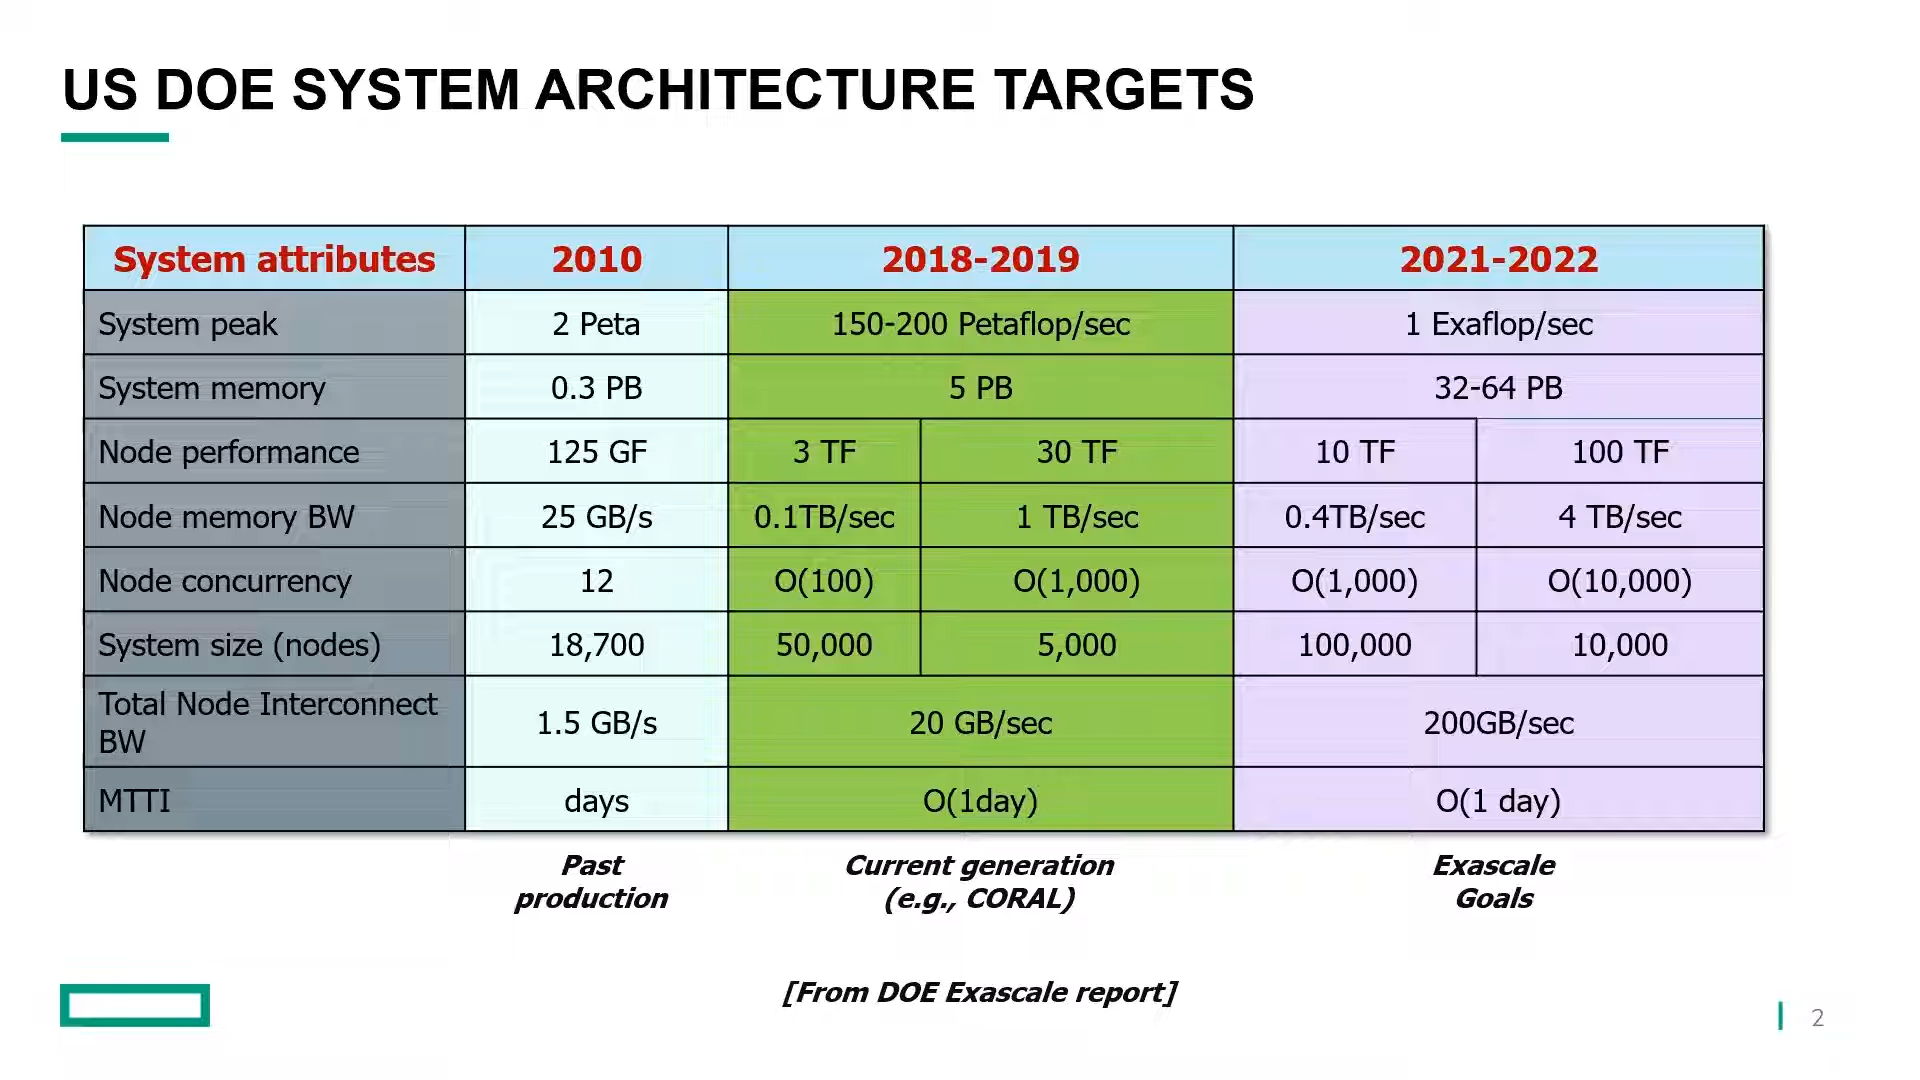 US DOE SYSTEM ARCHITECTURE TARGETS
System attributes 2010 2018-2019 2021-2022
System peak 2 Peta 150-200 Petaflop/sec 1 Exaflop/sec
System memory 0.3 PB 5 PB 32-64 PB
Node performance 125 GF 3 TF 30 TF 10 TF 100 TF
Node memory BW 25 GB/s 0.1TB/sec 1 TB/sec 0.4TB/sec 4 TB/sec
Node concurrency 12 O(100) O(1,000) O(1,000) O(10,000)
System size (nodes) 18,700 50,000 5,000 100,000 10,000
Total Node Interconnect
BW 1.5 GB/s 20 GB/sec 200GB/sec
MTTI days O(1day) O(1 day)
Past Current generation Exascale
production (e.g., CORAL) Goals
[From DOE Exascale report]
2